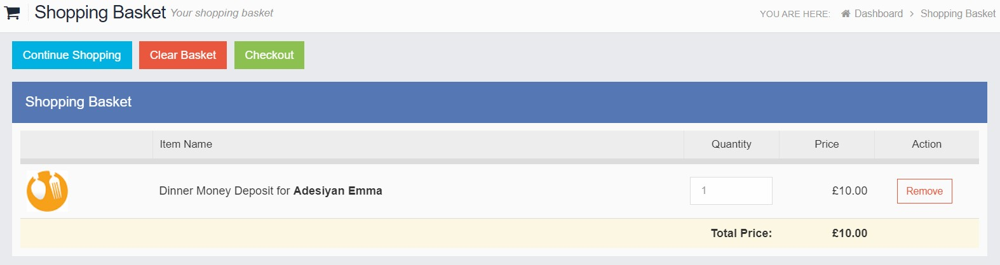 Shopping Basket Your shopping basket
YOU ARE HERE: Dashboard > Shopping Basket
Continue Shopping Clear Basket Checkout
Shopping Basket
Item Name Quantity Price Action
Dinner Money Deposit for Adesiyan Emma 1 £10.00 Remove
Total Price: £10.00